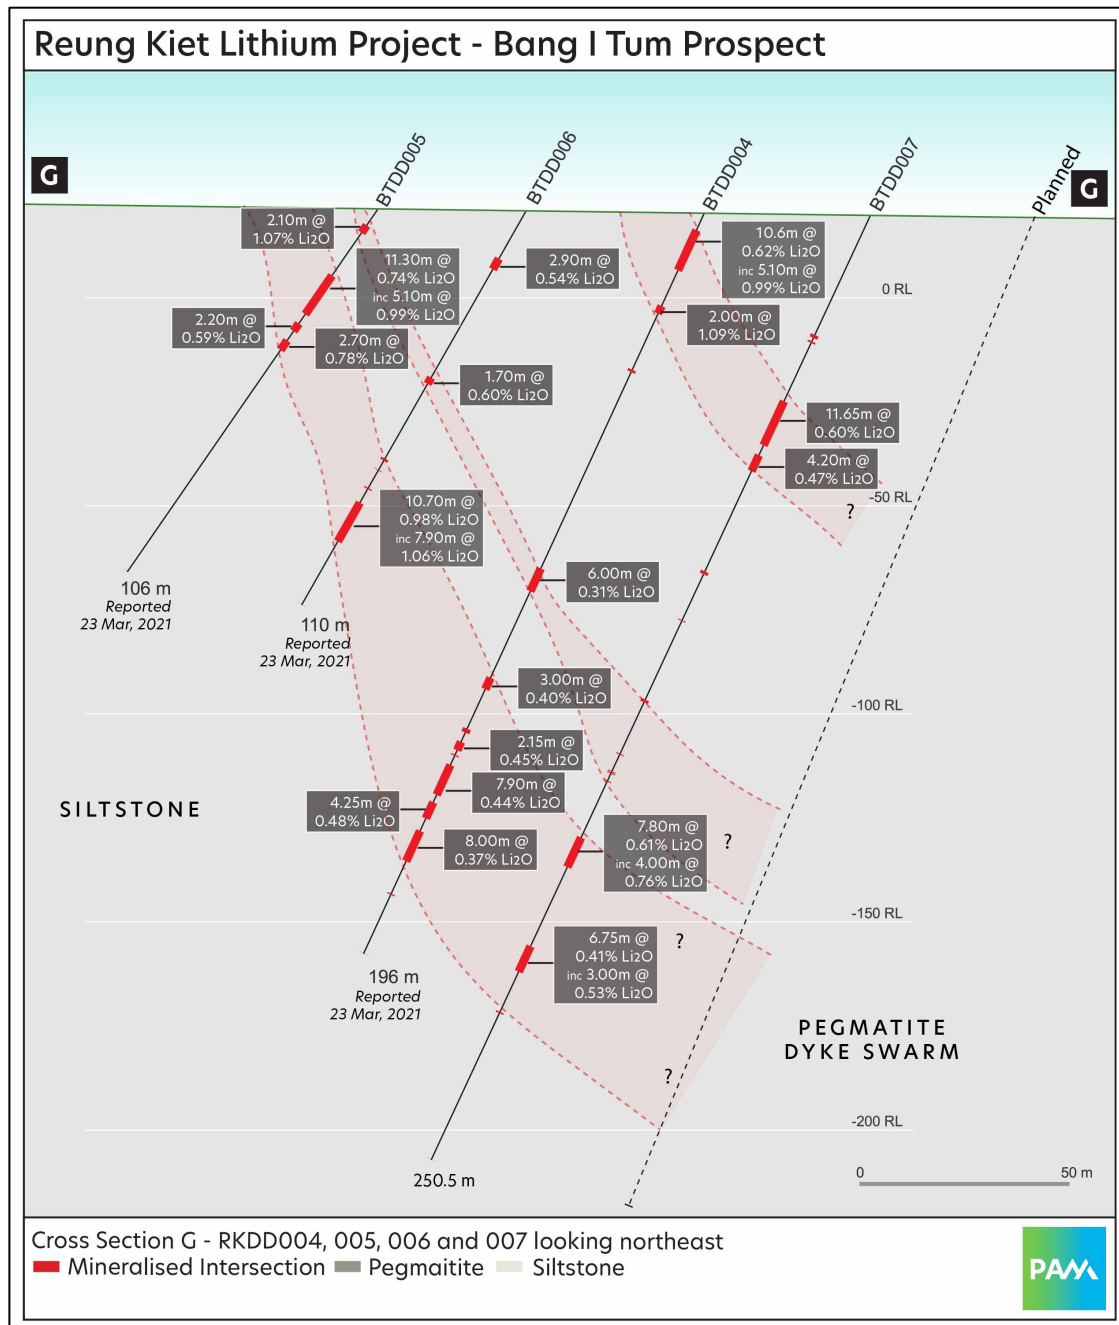 Reung Kiet Lithium Project - Bang I Tum Prospect
G
BTDD005
BTDD006
BTDD004
BTDD007
Planned
G
2.10m @
1.07% Li2O
11.30m @
0.74% Li2O
inc 5.10m @
0.99% Li2O
2.20m @
0.59% Li2O
2.70m @
0.78% Li2O
2.90m @
0.54% Li2O
1.70m @
0.60% Li2O
10.6m @
0.62% Li2O
inc 5.10m @
0.99% Li2O
0 RL
2.00m @
1.09% Li2O
11.65m @
0.60% Li2O
4.20m @
0.47% Li2O
-50 RL
?
10.70m @
0.98% Li2O
inc 7.90m @
1.06% Li2O
6.00m @
0.31% Li2O
106 m
Reported
23 Mar, 2021
110 m
Reported
23 Mar, 2021
3.00m @
0.40% Li2O
-100 RL
2.15m @
0.45% Li2O
7.90m @
0.44% Li2O
4.25m @
0.48% Li2O
8.00m @
0.37% Li2O
SILTSTONE
7.80m @
0.61% Li2O
inc 4.00m @
0.76% Li2O
?
-150 RL
6.75m @
0.41% Li2O
inc 3.00m @
0.53% Li2O
?
196 m
Reported
23 Mar, 2021
PEGMATITE
DYKE SWARM
?
-200 RL
250.5 m
0
50 m
Cross Section G - RKDD004, 005, 006 and 007 looking northeast
Mineralised Intersection
Pegmaitite
Siltstone
PAM